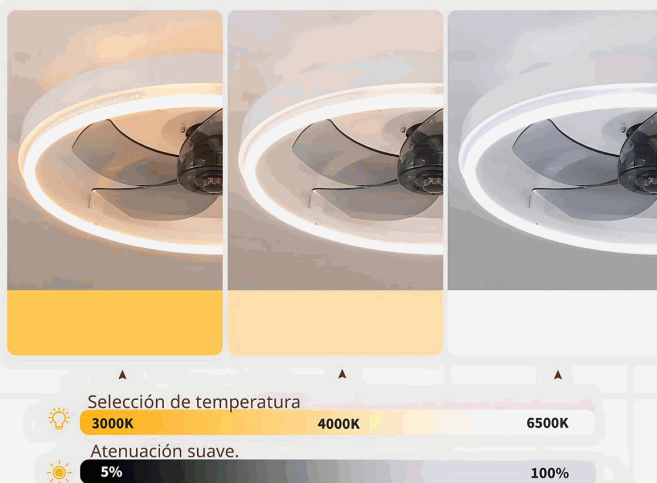 Selección de temperatura
3000K 4000K 6500K
Atenuación suave.
5% 100%